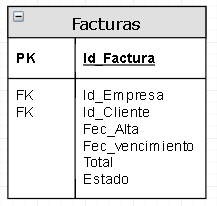 Facturas
PK Id_Factura
FK Id_Empresa
FK Id_Cliente
Fec_Alta
Fec_vencimiento
Total
Estado